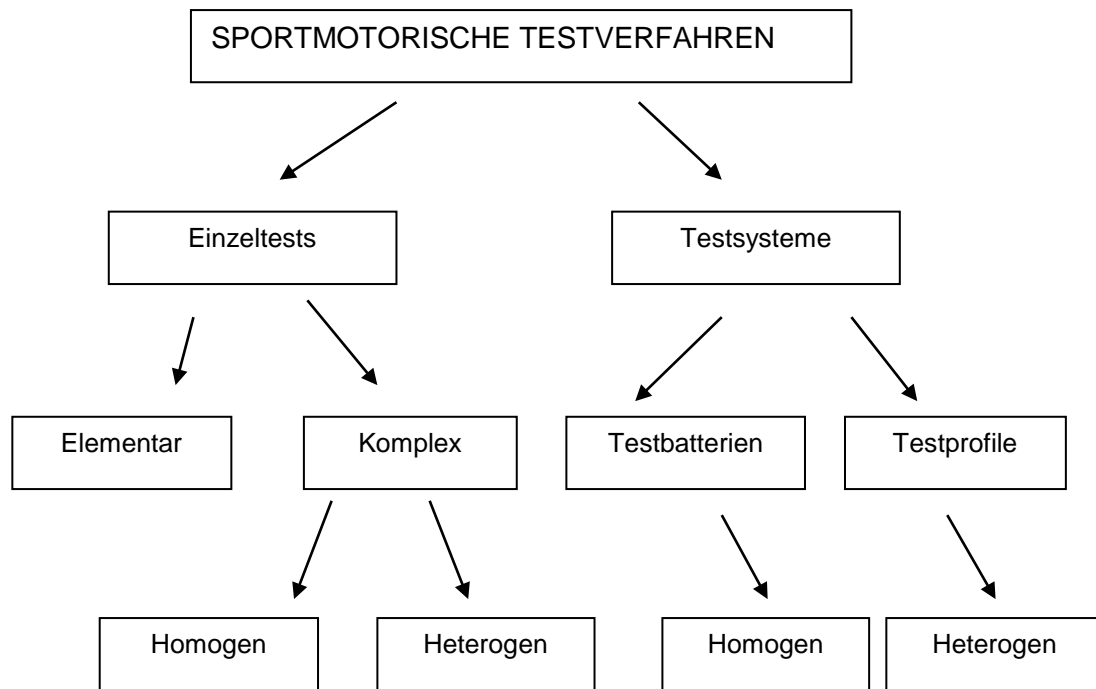 SPORTMOTORISCHE TESTVERFAHREN
Einzeltests
Testsysteme
Elementar
Komplex
Testbatterien
Testprofile
Homogen
Heterogen
Homogen
Heterogen